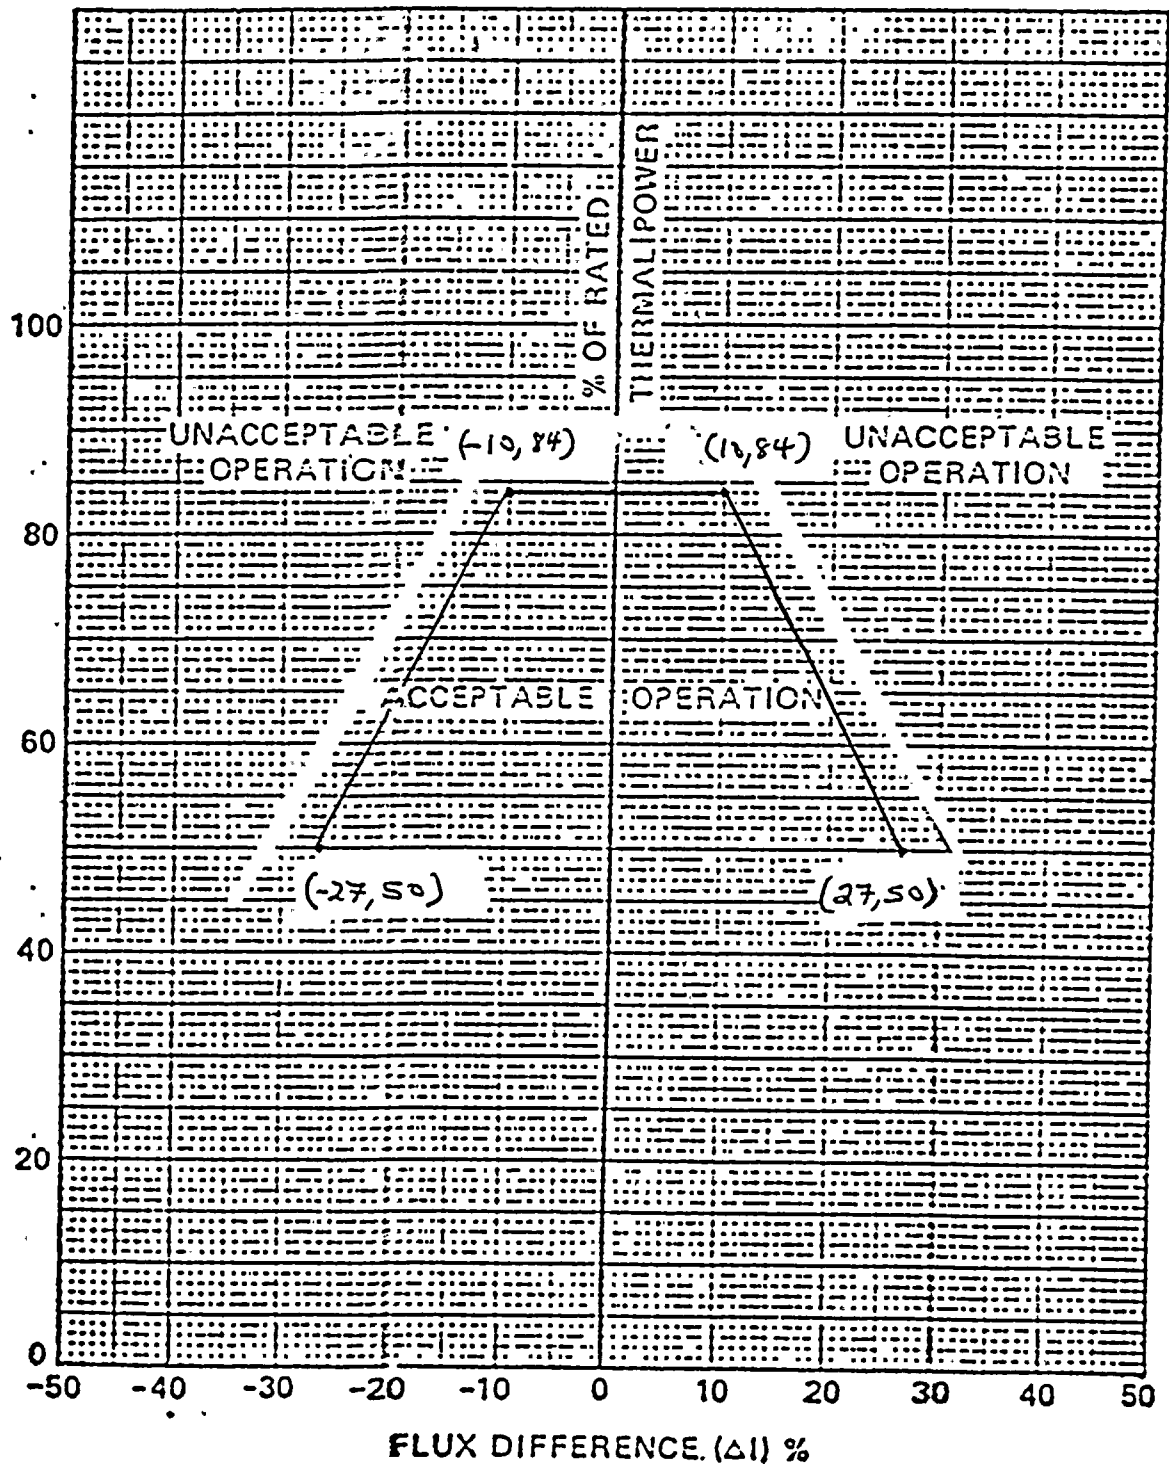 % OF RATED
THERMAL POWER
100
UNACCEPTABLE
OPERATION
(-10,84)
(10,84)
UNACCEPTABLE
OPERATION
80
ACCEPTABLE OPERATION
60
(-27,50)
(27,50)
40
20
0
-50 -40 -30 -20 -10 0 10 20 30 40 50
FLUX DIFFERENCE (ΔI) %